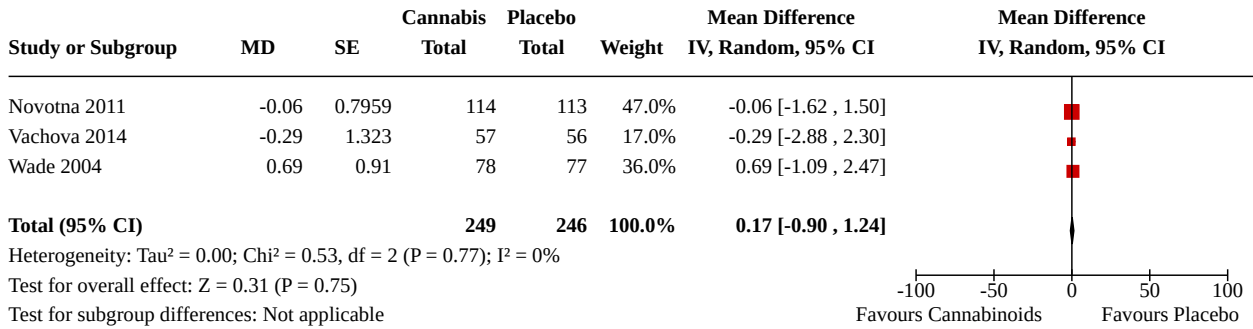 Cannabis Placebo Mean Difference Mean Difference
Study or Subgroup MD SE Total Total Weight IV, Random, 95% CI IV, Random, 95% CI
Novotna 2011 -0.06 0.7959 114 113 47.0% -0.06 [-1.62 , 1.50]
Vachova 2014 -0.29 1.323 57 56 17.0% -0.29 [-2.88 , 2.30]
Wade 2004 0.69 0.91 78 77 36.0% 0.69 [-1.09 , 2.47]
Total (95% CI) 249 246 100.0% 0.17 [-0.90 , 1.24]
Heterogeneity: Tau² = 0.00; Chi² = 0.53, df = 2 (P = 0.77); I² = 0%
Test for overall effect: Z = 0.31 (P = 0.75)
-100 -50 0 50 100
Test for subgroup differences: Not applicable Favours Cannabinoids Favours Placebo